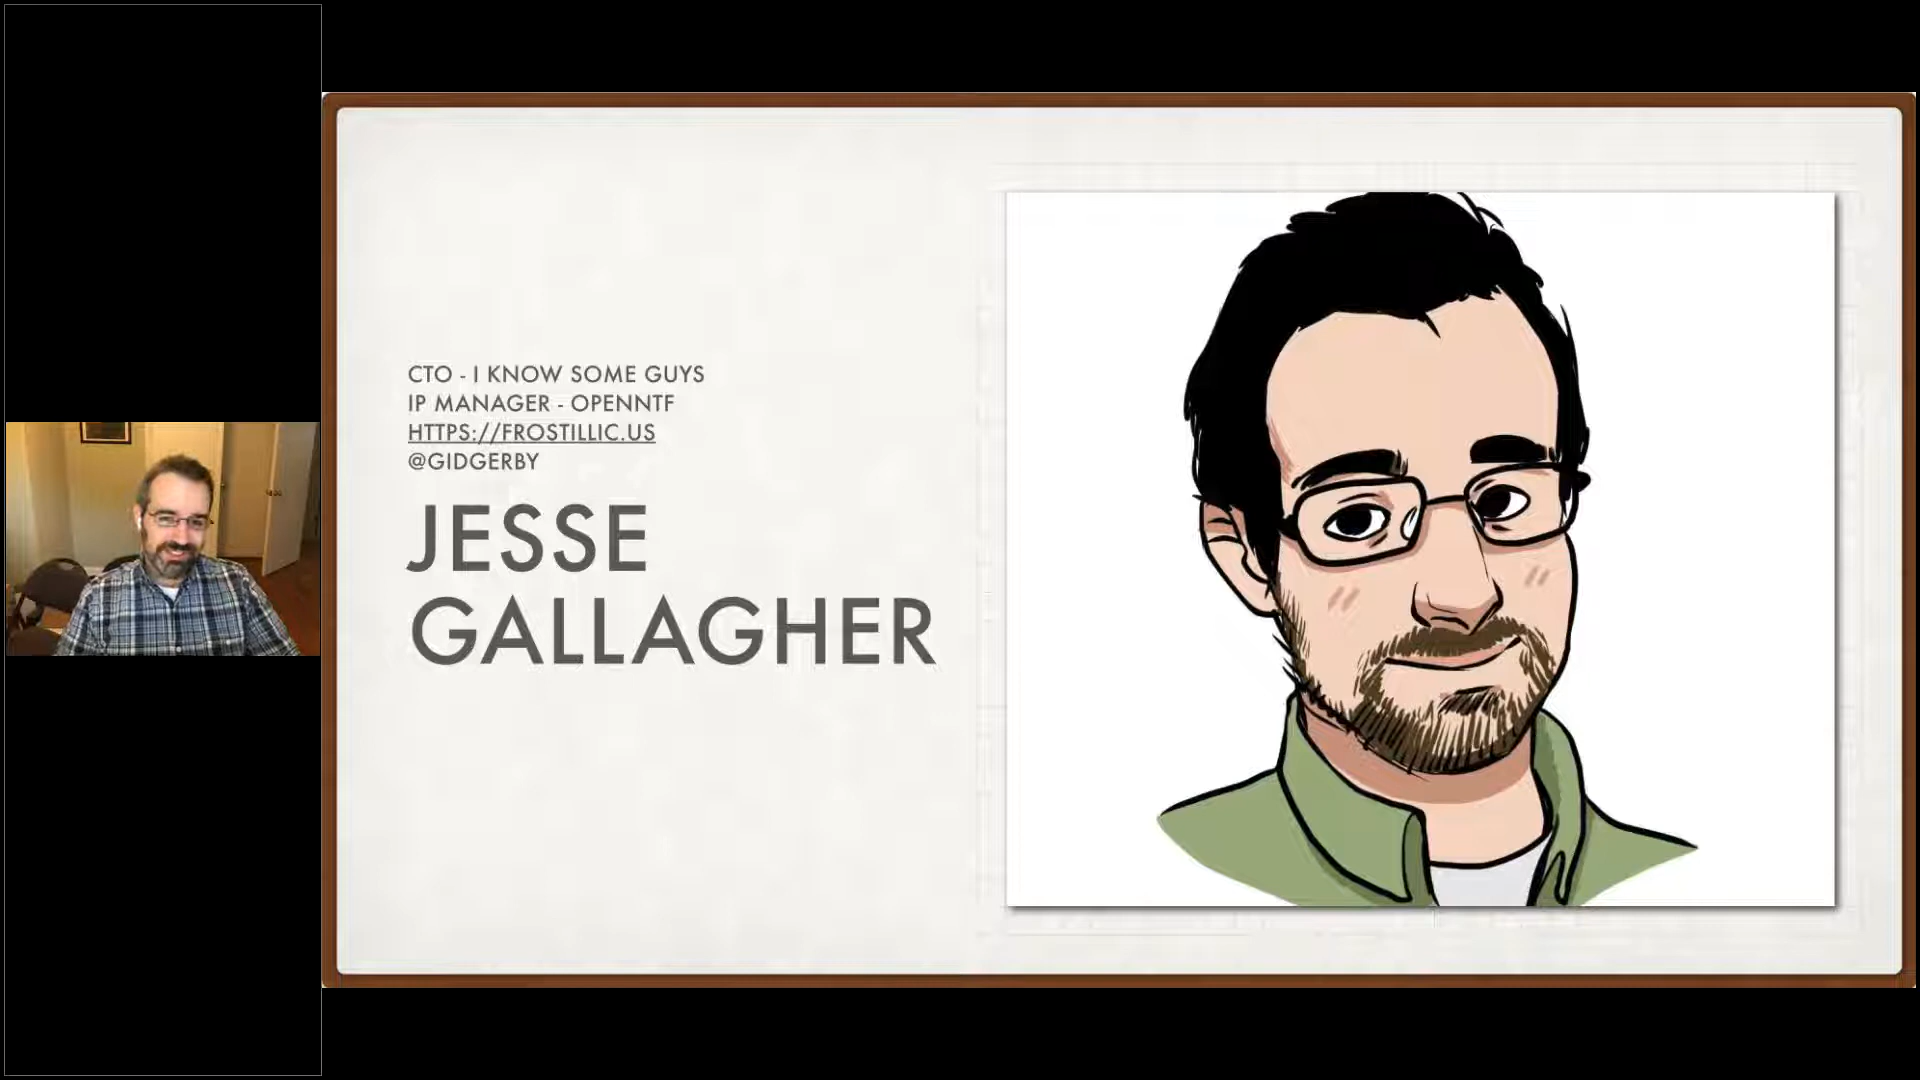 CTO - I KNOW SOME GUYS
IP MANAGER - OPENNTF
HTTPS://FROSTILLIC.US
@GIDGERBY
JESSE
GALLAGHER